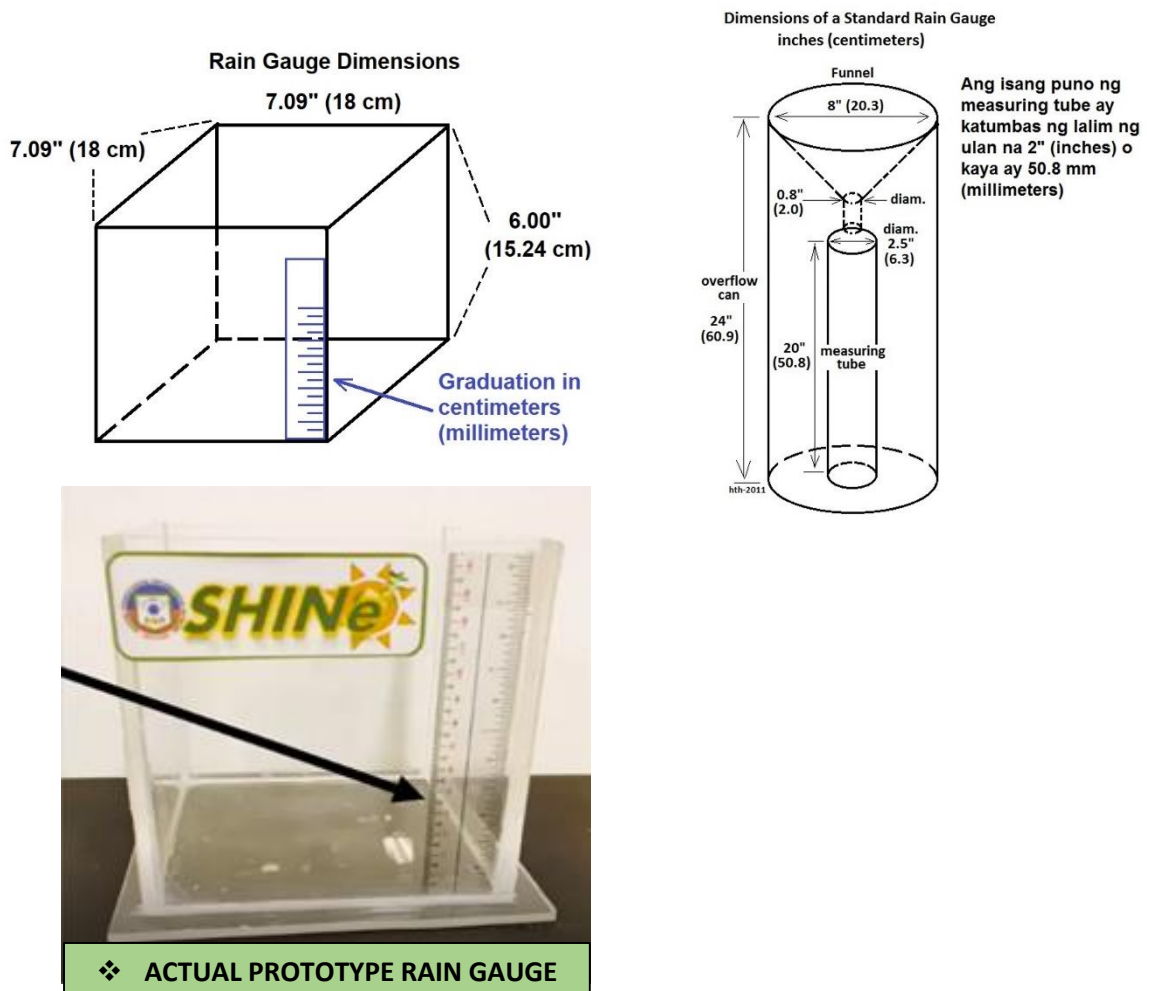 Rain Gauge Dimensions
7.09" (18 cm)
7.09" (18 cm)
6.00"
(15.24 cm)
Graduation in
centimeters
(millimeters)
Dimensions of a Standard Rain Gauge
inches (centimeters)
Funnel
8" (20.3)
0.8"
(2.0)
diam.
diam.
2.5"
(6.3)
overflow
can
24"
(60.9)
20"
(50.8)
measuring
tube
hth-2011
Ang isang puno ng
measuring tube ay
katumbas ng lalim ng
ulan na 2" (inches) o
kaya ay 50.8 mm
(millimeters)
SHINe
❖ ACTUAL PROTOTYPE RAIN GAUGE